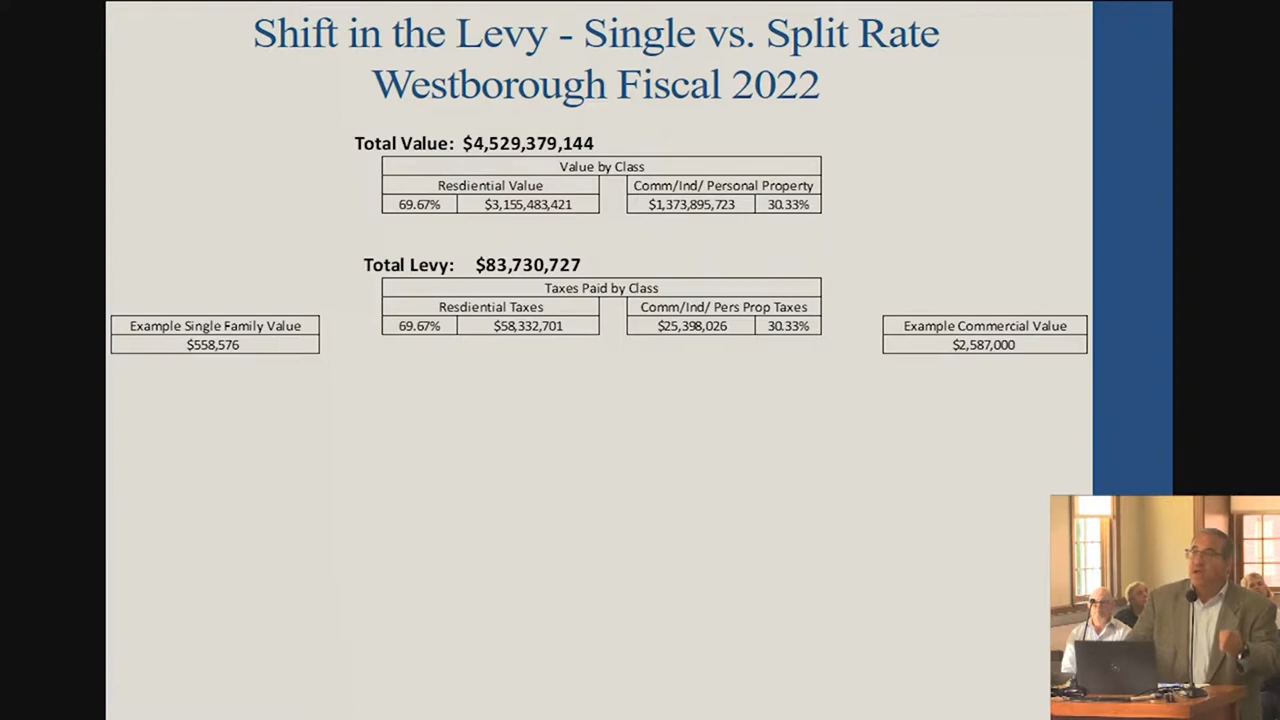 Shift in the Levy - Single vs. Split Rate
Westborough Fiscal 2022
Total Value: $4,529,379,144
Value by Class
Resdiential Value
Comm/Ind/ Personal Property
69.67% $3,155,483,421
$1,373,895,723 30.33%
Total Levy: $83,730,727
Taxes Paid by Class
Resdiential Taxes
Comm/Ind/ Pers Prop Taxes
69.67% $58,332,701
$25,398,026 30.33%
Example Single Family Value
$558,576
Example Commercial Value
$2,587,000